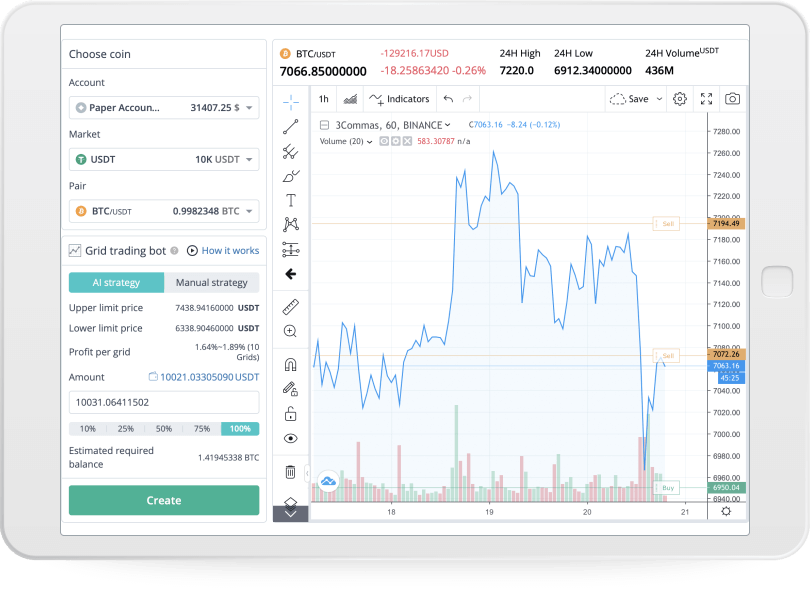 Choose coin
Account
Paper Accoun... 31407.25 $
Market
USDT 10K USDT
Pair
BTC/USDT 0.9982348 BTC
Grid trading bot ? How it works
AI strategy Manual strategy
Upper limit price 7438.94160000 USDT
Lower limit price 6338.90460000 USDT
Profit per grid 1.64%~1.89% (10
Grids)
Amount 10021.03305090 USDT
10031.06411502
10% 25% 50% 75% 100%
Estimated required
balance 1.41945338 BTC
Create
BTC/USDT -129216.17USD 24H High 24H Low 24H VolumeUSDT
7066.85000000 -18.25863420 -0.26% 7220.0 6912.34000000 436M
1h Indicators Save
3Commas, 60, BINANCE C7063.16 -8.24 (-0.12%)
Volume (20) 583.30787 n/a
7280.00
7260.00
7240.00
7220.00
7200.00
Sell 7194.49
7180.00
7160.00
7140.00
7120.00
7100.00
7080.00
Sell 7072.26
7063.16
45:25
7040.00
7020.00
7000.00
6980.00
6960.00
Buy 6950.04
6940.00
18 19 20 21